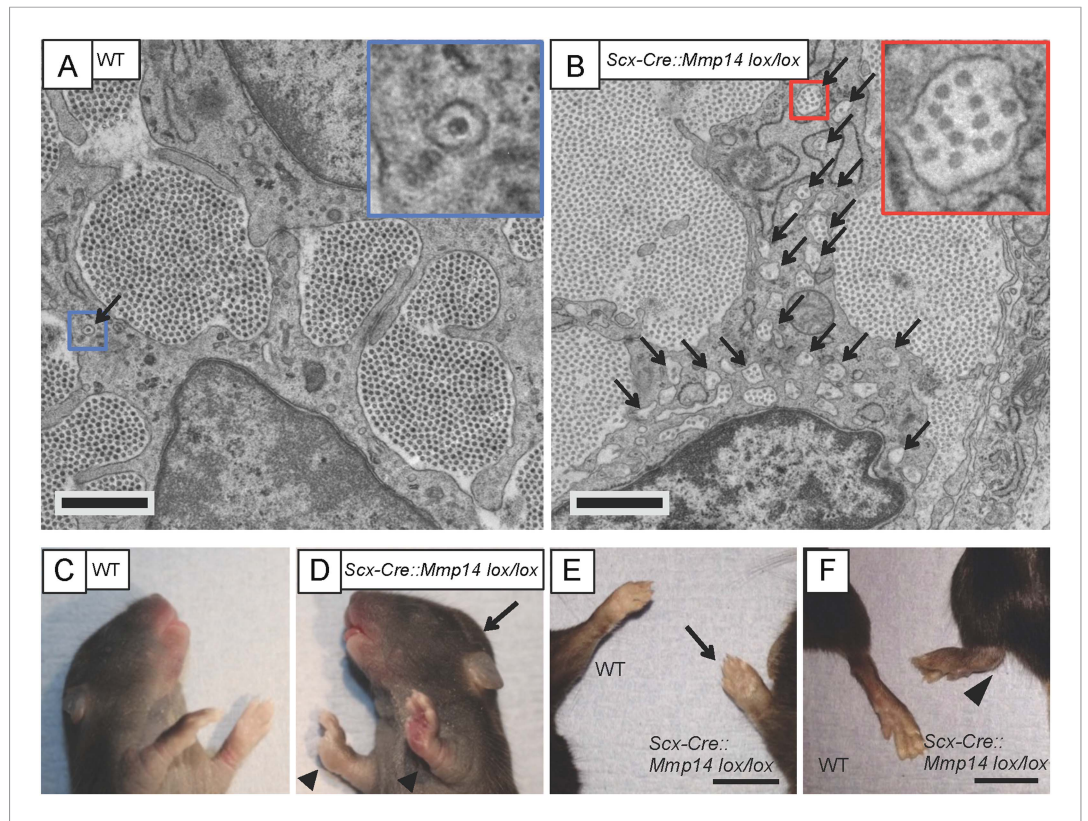 A WT
B Scx-Cre::Mmp14 lox/lox
C WT
D Scx-Cre::Mmp14 lox/lox
E
WT
Scx-Cre::
Mmp14 lox/lox
F
WT
Scx-Cre::
Mmp14 lox/lox